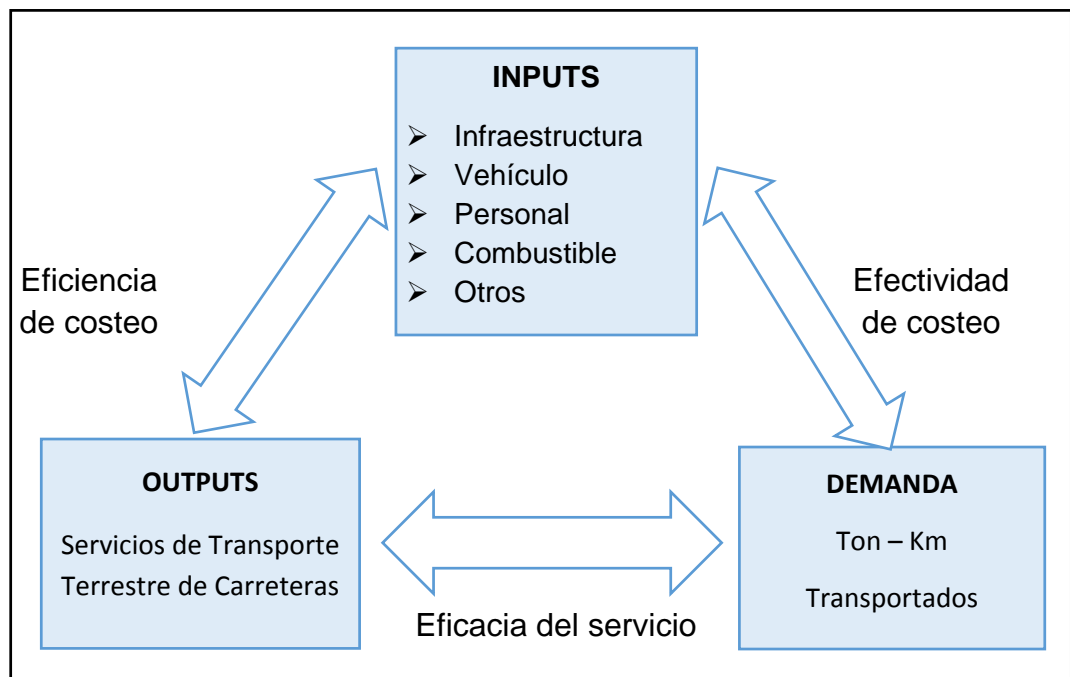 INPUTS
➢ Infraestructura
➢ Vehículo
➢ Personal
➢ Combustible
➢ Otros
Eficiencia
de costeo
Efectividad
de costeo
OUTPUTS
Servicios de Transporte
Terrestre de Carreteras
DEMANDA
Ton – Km
Transportados
Eficacia del servicio